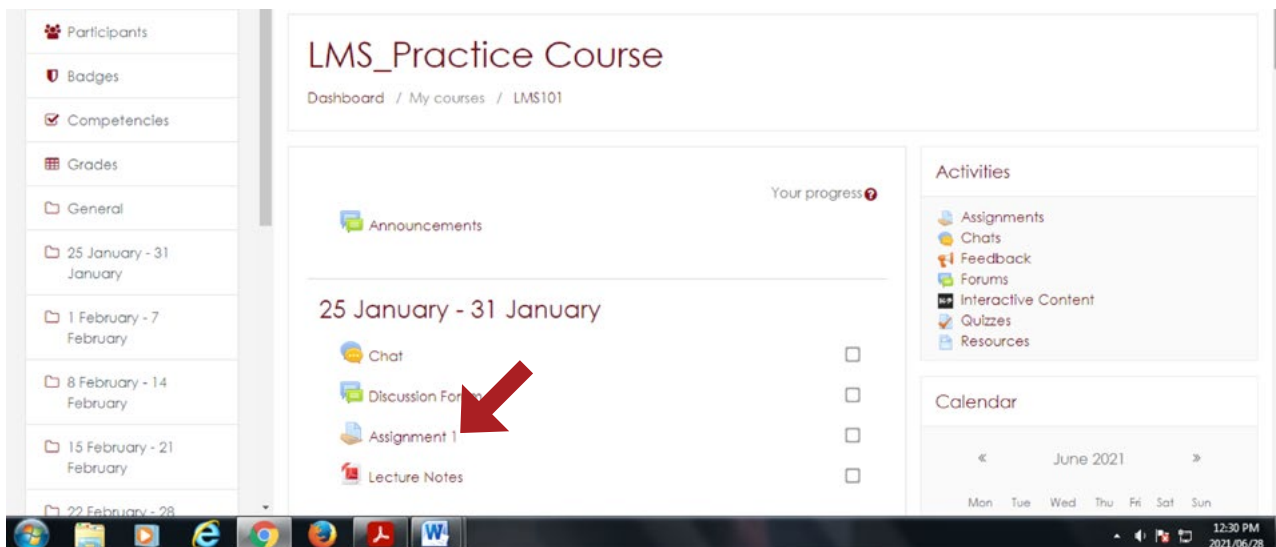 Participants
Badges
Competencies
Grades
General
25 January - 31
January
1 February - 7
February
8 February - 14
February
15 February - 21
February
22 February - 28
LMS_Practice Course
Dashboard / My courses / LMS101
Your progress
Announcements
25 January - 31 January
Chat
Discussion
Assignment 1
Lecture Notes
Activities
Assignments
Chats
Feedback
Forums
Interactive Content
Quizzes
Resources
Calendar
« June 2021 »
Mon Tue Wed Thu Fri Sat Sun
12:30 PM
2021/06/28